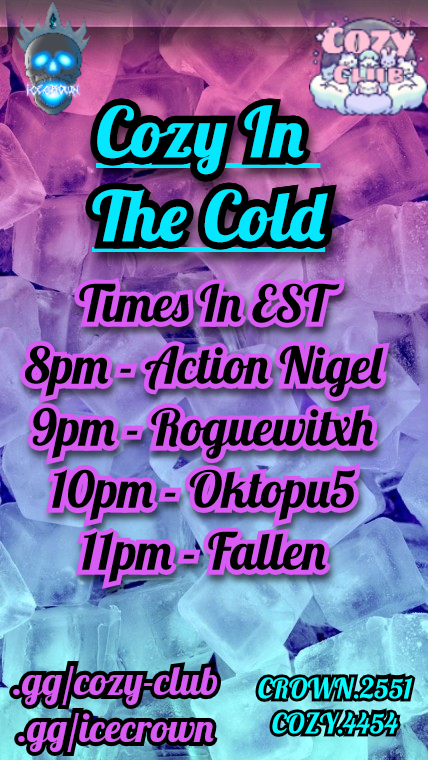 ICECROWN
COZY
CLUB
Cozy In
The Cold
Times In EST
8pm - Action Nigel
9pm - Roguewitxh
10pm - Oktopu5
11pm - Fallen
.gg/cozy-club
.gg/icecrown
CROWN.2551
COZY.4454